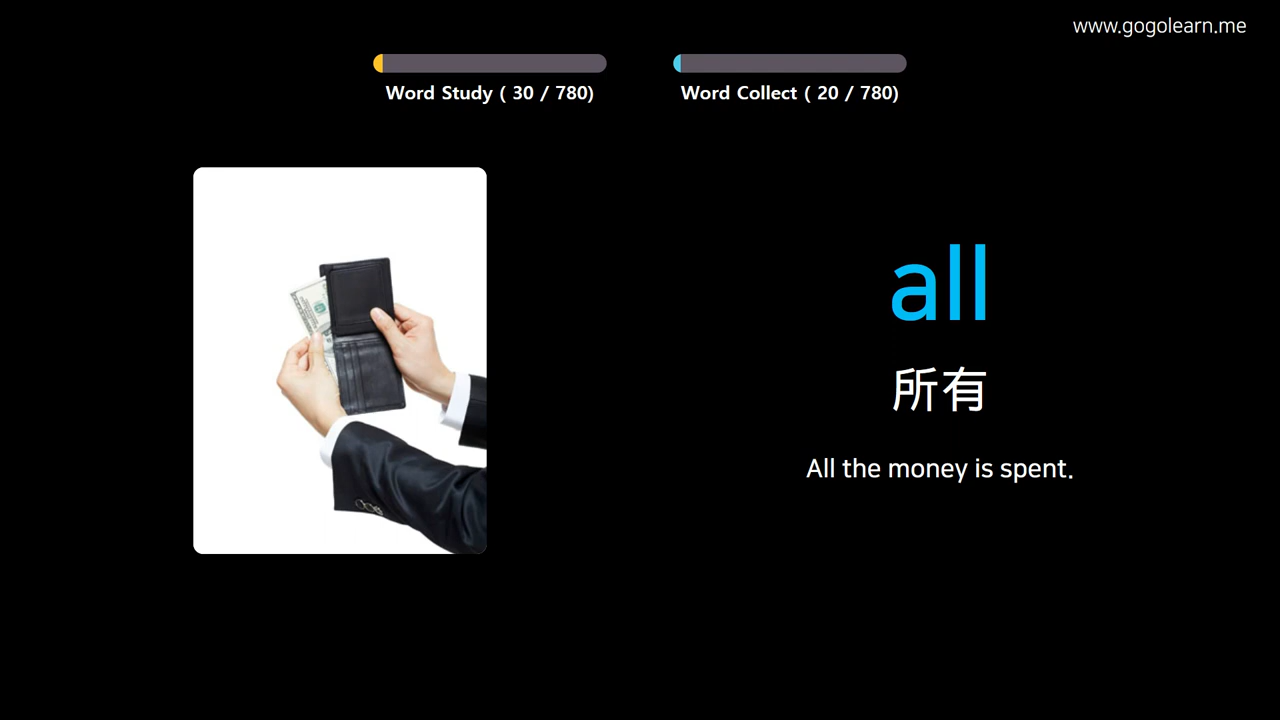 www.gogolearn.me
Word Study ( 30 / 780)
Word Collect ( 20 / 780)
all
所有
All the money is spent.